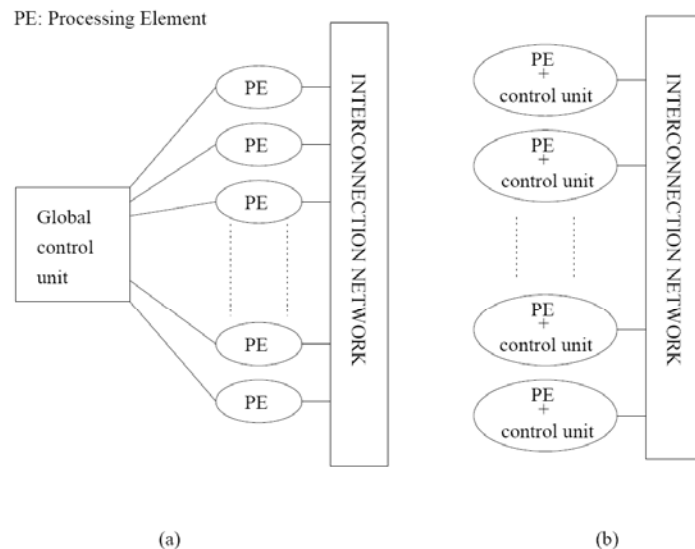 PE: Processing Element
PE
PE
PE
Global
control
unit
PE
PE
INTERCONNECTION NETWORK
(a)
PE
+
control unit
PE
+
control unit
PE
+
control unit
PE
+
control unit
INTERCONNECTION NETWORK
(b)